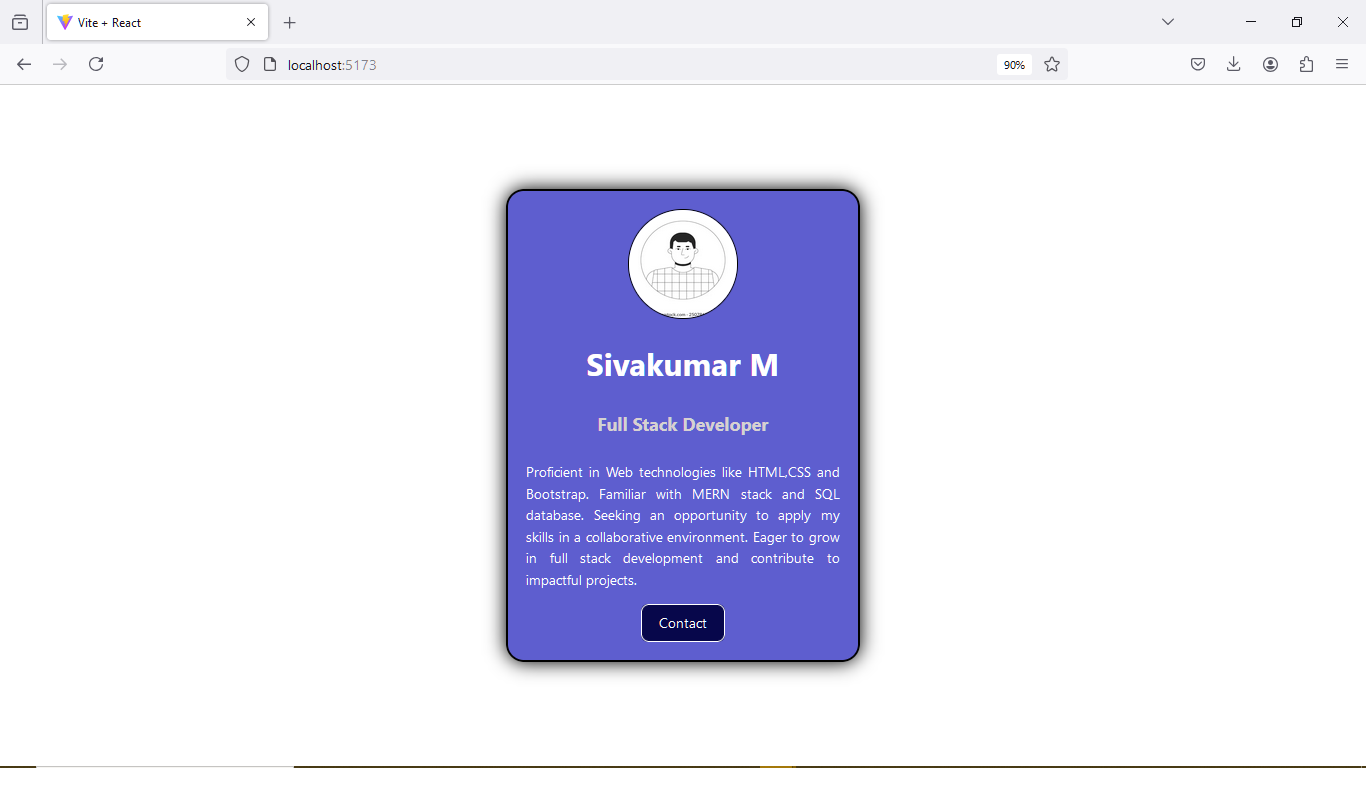 Vite + React
localhost:5173
90%
Sivakumar M
Full Stack Developer
Proficient in Web technologies like HTML,CSS and
Bootstrap. Familiar with MERN stack and SQL
database. Seeking an opportunity to apply my
skills in a collaborative environment. Eager to grow
in full stack development and contribute to
impactful projects.
Contact